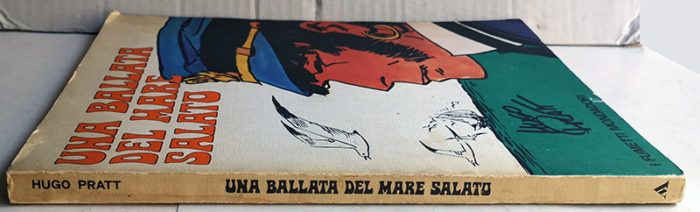 UNA BALLATA
DEL MARE
SALATO
HUGO
PRATT
I FUMETTI MONDADORI
HUGO PRATT
UNA BALLATA DEL MARE SALATO